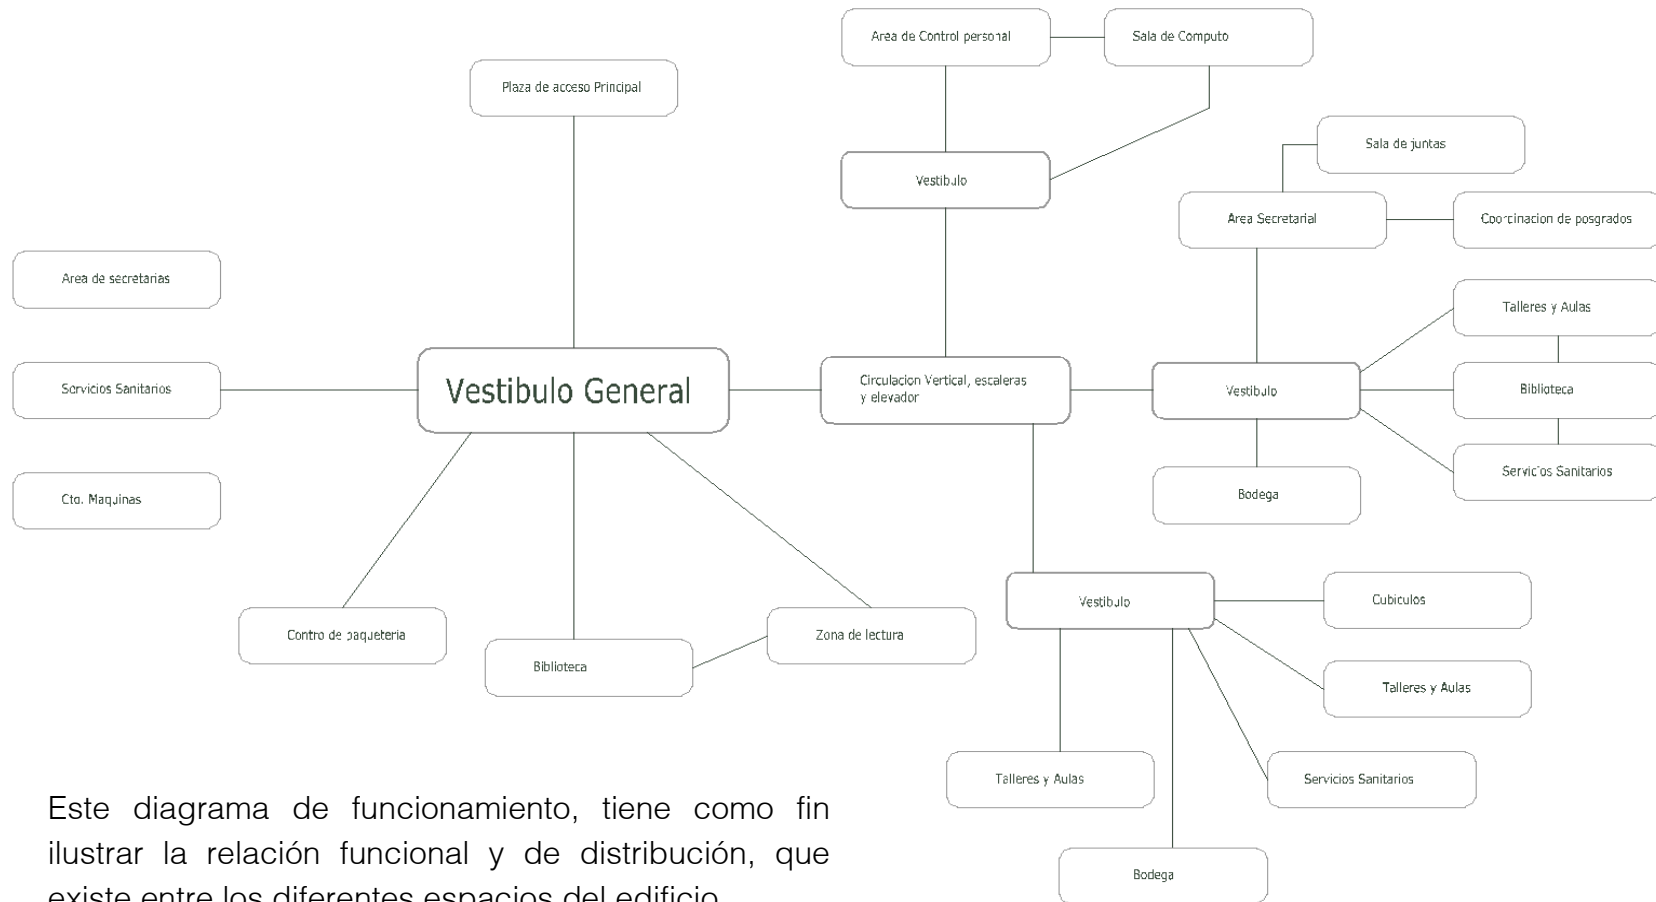 Area de Control personal
Sala de Computo
Plaza de acceso Principal
Sala de juntas
Vestibulo
Area Secretarial
Coordinacion de posgrados
Area de secretarias
Talleres y Aulas
Servicios Sanitarios
Vestibulo General
Circulacion Vertical, escaleras
y elevador
Vestibulo
Biblioteca
Servicios Sanitarios
Cto. Maquinas
Bodega
Vestibulo
Cubiculos
Contro de paqueteria
Biblioteca
Zona de lectura
Talleres y Aulas
Talleres y Aulas
Servicios Sanitarios
Bodega
Este diagrama de funcionamiento, tiene como fin
ilustrar la relación funcional y de distribución, que
existe entre los diferentes espacios del edificio